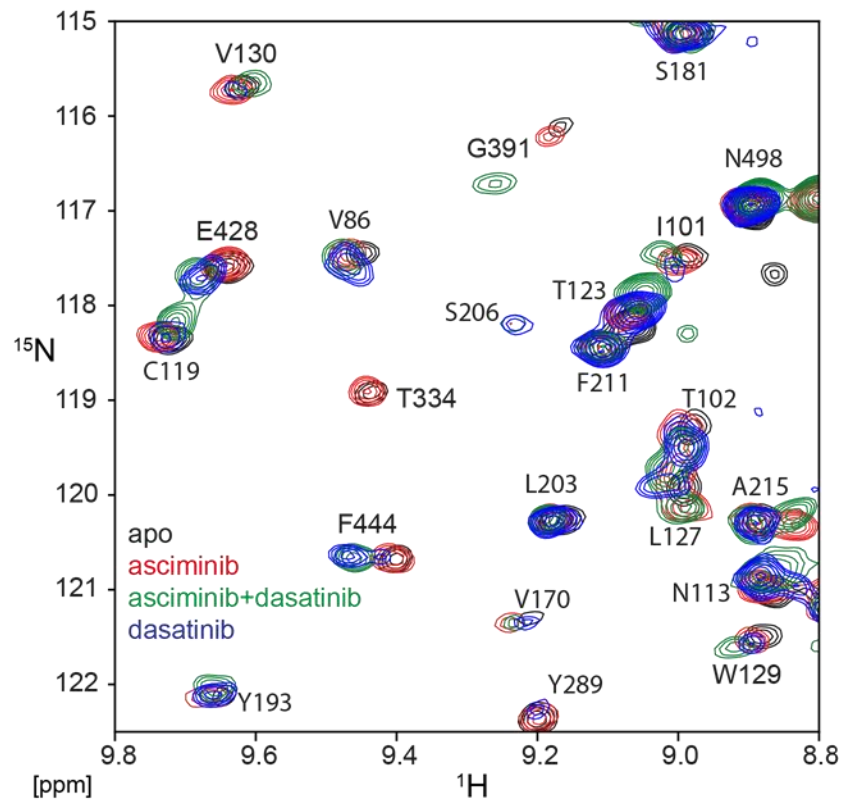 115
V130
S181
116
G391
N498
117
E428
V86
I101
118
T123
S206
¹⁵N
C119
F211
119
T334
T102
120
L203
A215
F444
L127
apo
asciminib
121
asciminib+dasatinib
V170
N113
dasatinib
122
W129
Y193
Y289
9.8 9.6 9.4 9.2 9.0 8.8
[ppm] ¹H